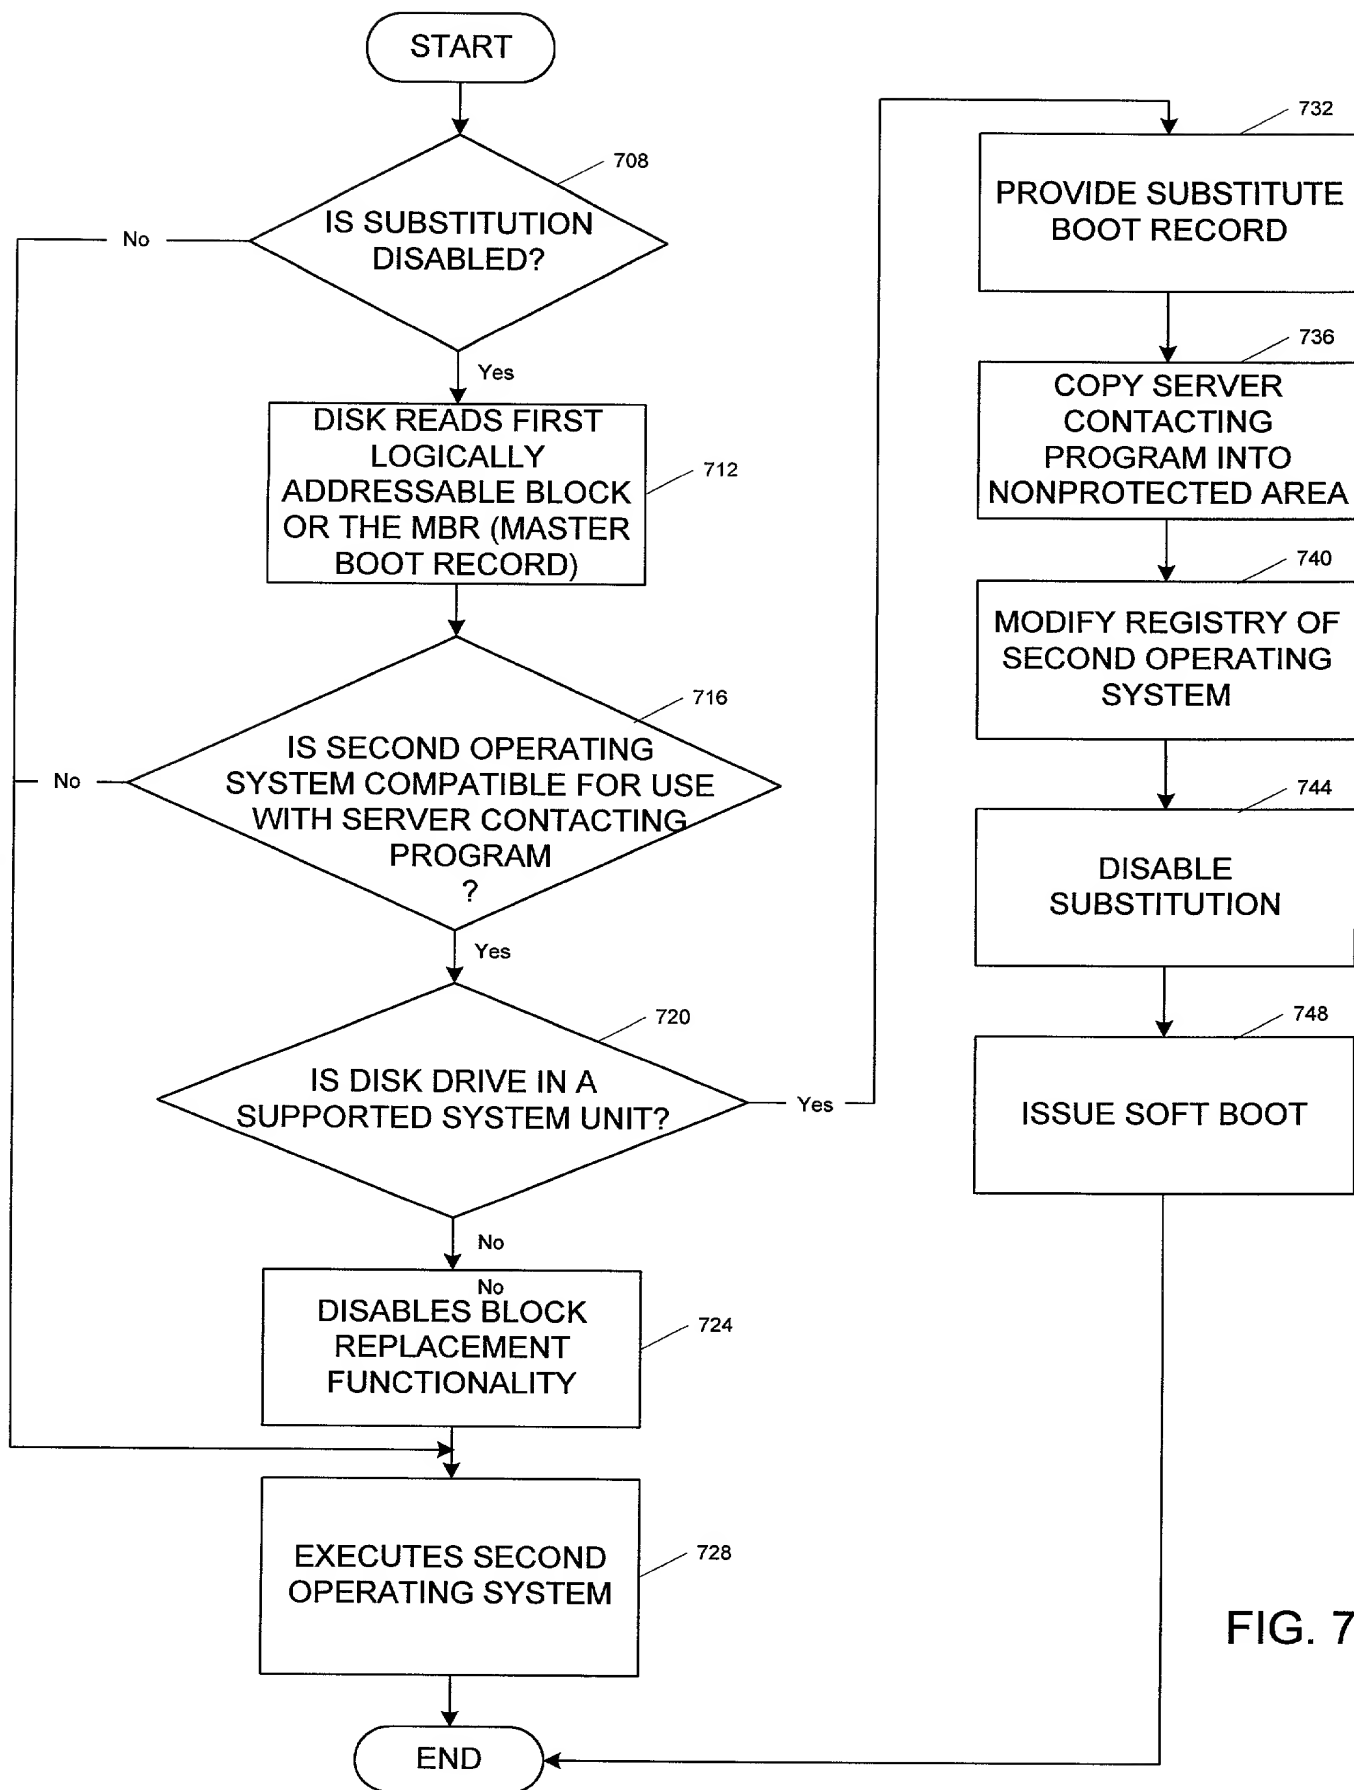 START
708
IS SUBSTITUTION
DISABLED?
No
Yes
DISK READS FIRST
LOGICALLY
ADDRESSABLE BLOCK
OR THE MBR (MASTER
BOOT RECORD)
712
716
IS SECOND OPERATING
SYSTEM COMPATIBLE FOR USE
WITH SERVER CONTACTING
PROGRAM
?
No
Yes
720
IS DISK DRIVE IN A
SUPPORTED SYSTEM UNIT?
Yes
No
No
DISABLES BLOCK
REPLACEMENT
FUNCTIONALITY
724
EXECUTES SECOND
OPERATING SYSTEM
728
END
732
PROVIDE SUBSTITUTE
BOOT RECORD
736
COPY SERVER
CONTACTING
PROGRAM INTO
NONPROTECTED AREA
740
MODIFY REGISTRY OF
SECOND OPERATING
SYSTEM
744
DISABLE
SUBSTITUTION
748
ISSUE SOFT BOOT
FIG. 7